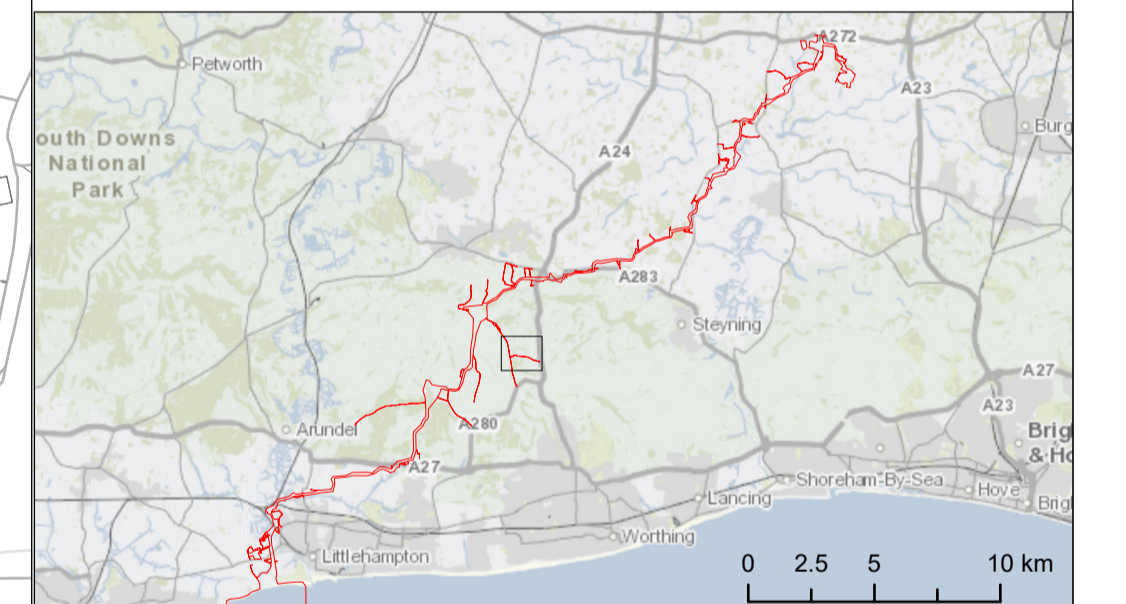 A272
Petworth
A23
Burg
outh Downs
National
Park
A24
A283
Steyning
A27
A23
Arundel
A280
Brig
& Ho
A27
Shoreham-By-Sea
Hove
Lancing
Brig
Worthing
Littlehampton
0 2.5 5 10 km